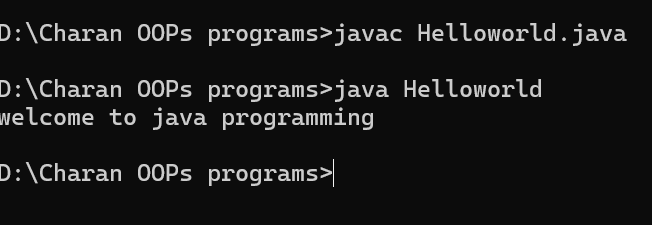 D:\Charan OOPs programs>javac Helloworld.java
D:\Charan OOPs programs>java Helloworld
welcome to java programming
D:\Charan OOPs programs>